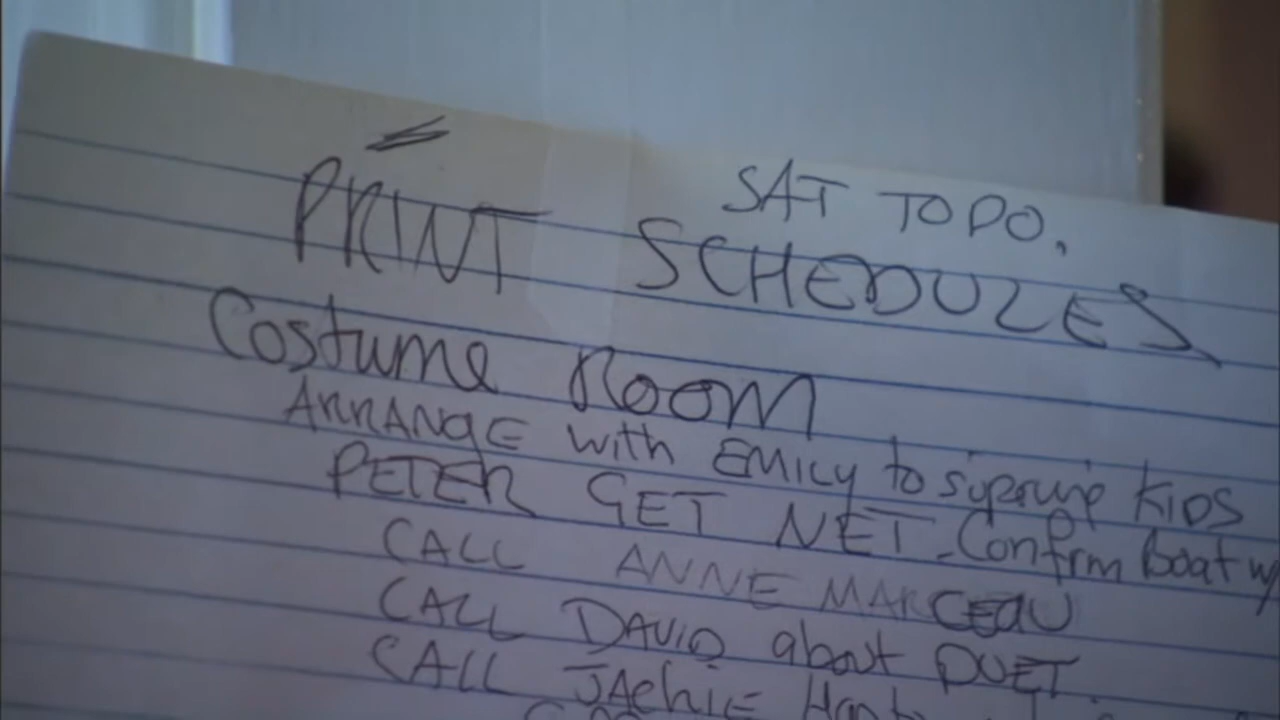 SAT TO DO.
PRINT SCHEDULES
Costume Room
ARRANGE with EMILY to KIDS
PETER GET NET - Confirm Boat w/
CALL ANNE MARCEAU
CALL DAVID about DUET
CALL JACKIE